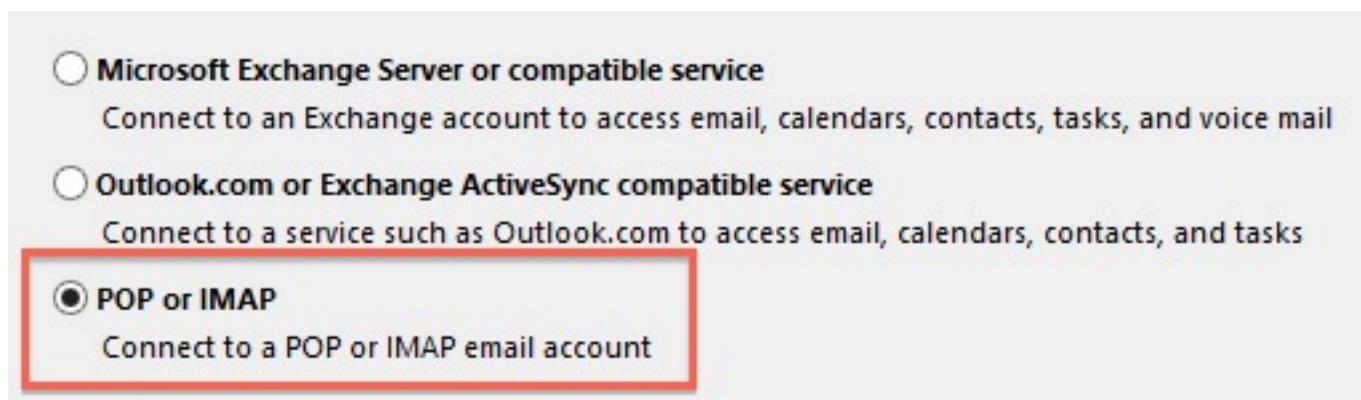 Microsoft Exchange Server or compatible service
Connect to an Exchange account to access email, calendars, contacts, tasks, and voice mail
Outlook.com or Exchange ActiveSync compatible service
Connect to a service such as Outlook.com to access email, calendars, contacts, and tasks
POP or IMAP
Connect to a POP or IMAP email account